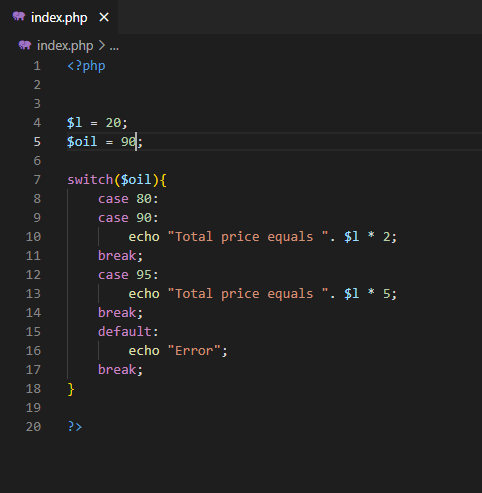 index.php ×
index.php > ...
1 <?php
2
3
4 $l = 20;
5 $oil = 90;
6
7 switch($oil){
8     case 80:
9     case 90:
10         echo "Total price equals ". $l * 2;
11     break;
12     case 95:
13         echo "Total price equals ". $l * 5;
14     break;
15     default:
16         echo "Error";
17     break;
18 }
19
20 ?>